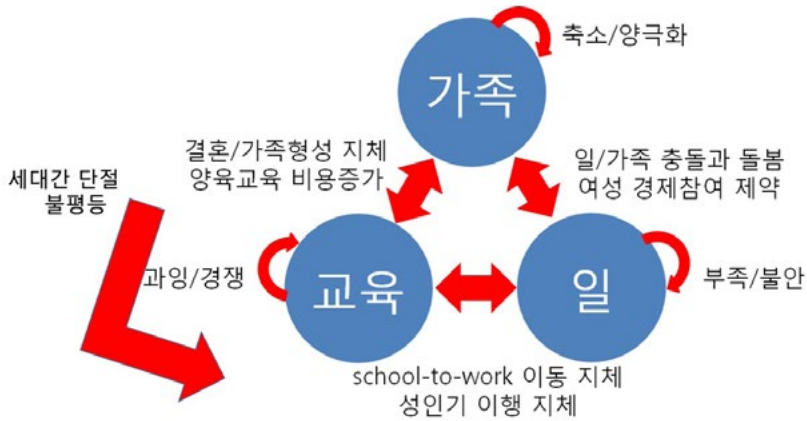 축소/양극화
가족
결혼/가족형성 지체
양육교육 비용증가
일/가족 충돌과 돌봄
여성 경제참여 제약
세대간 단절
불평등
과잉/경쟁
교육
일
부족/불안
school-to-work 이동 지체
성인기 이행 지체